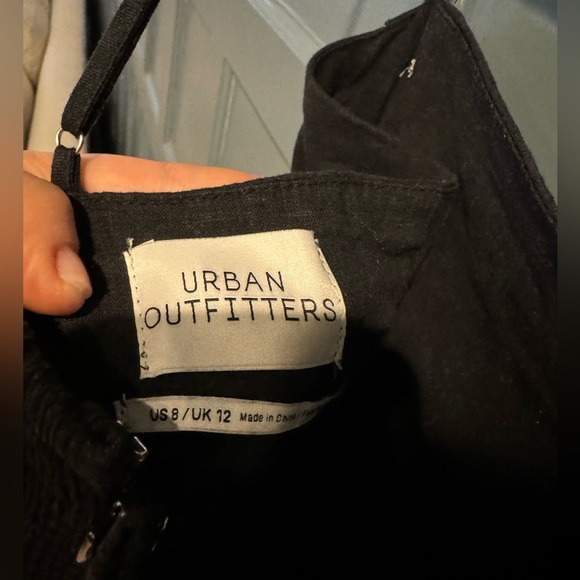 URBAN
OUTFITTERS
US 8 / UK 12 Made in China /